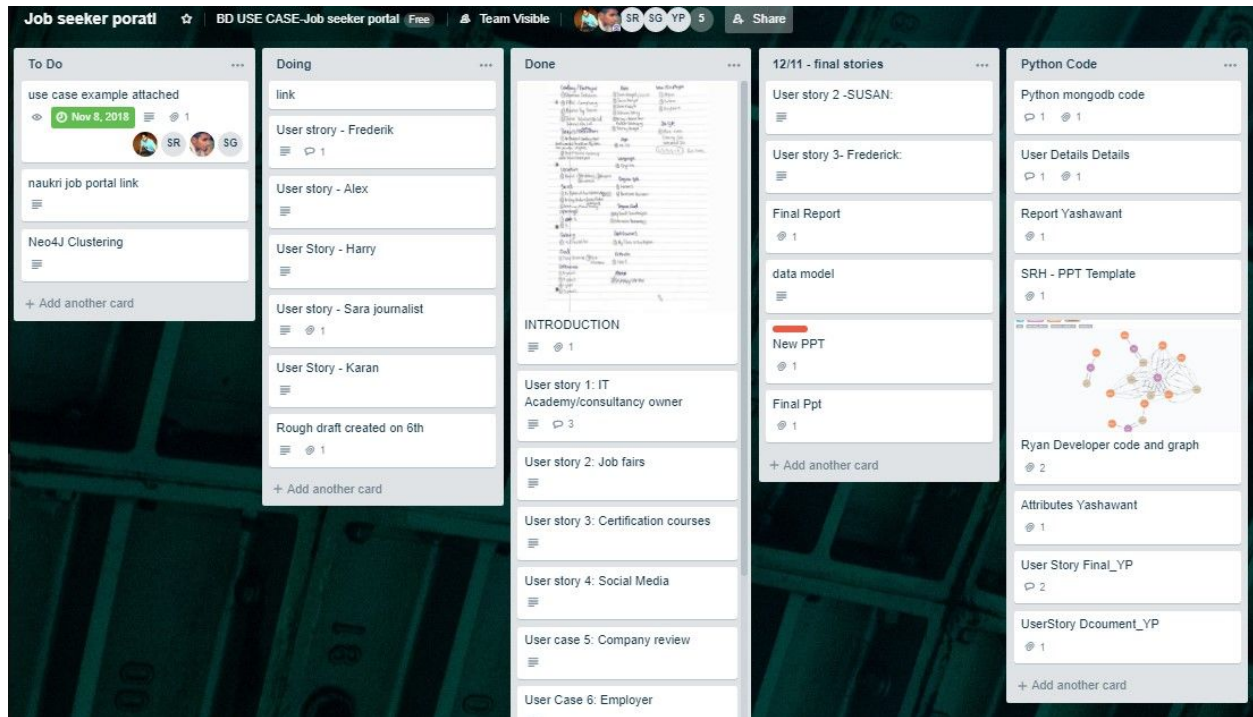 Job seeker poratl
BD USE CASE-Job seeker portal Free
Team Visible
SR SG YP 5
Share
To Do
use case example attached
Nov 8, 2018
1
SR SG
naukri job portal link
Neo4J Clustering
+ Add another card
Doing
link
User strory - Frederik
1
User story - Alex
User Story - Harry
User story - Sara journalist
1
User Story - Karan
Rough draft created on 6th
1
+ Add another card
Done
INTRODUCTION
1
User story 1: IT
Academy/consultancy owner
3
User story 2: Job fairs
User story 3: Certification courses
User story 4: Social Media
User case 5: Company review
User Case 6: Employer
12/11 - final stories
User story 2 -SUSAN:
User story 3- Frederick:
Final Report
1
data model
New PPT
1
Final Ppt
1
+ Add another card
Python Code
Python mongodb code
1 1
User Details Details
1 1
Report Yashawant
1
SRH - PPT Template
1
Ryan Developer code and graph
2
Attributes Yashawant
1
User Story Final_YP
2
UserStory Dcoument_YP
1
+ Add another card